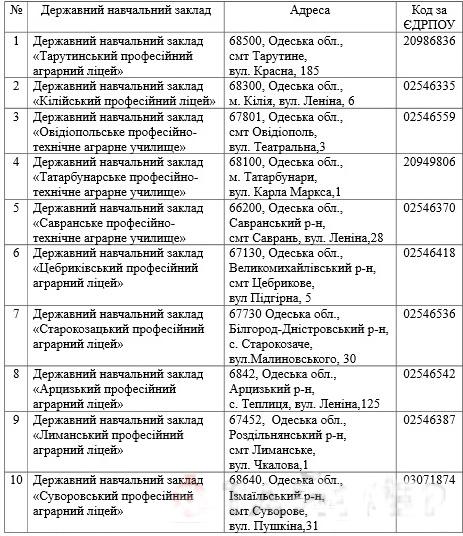 № Державний навчальний заклад Адреса Код за
ЄДРПОУ
1 Державний навчальний заклад 68500, Одеська обл., 20986836
«Тарутинський професійний смт Тарутине,
аграрний ліцей» вул. Красна, 185
2 Державний навчальний заклад 68300, Одеська обл., 02546335
«Кілійський професійний ліцей» м. Кілія, вул. Леніна, 6
3 Державний навчальний заклад 67801, Одеська обл., 02546559
«Овідіопольське професійно- смт Овідіополь,
технічне аграрне училище» вул. Театральна,3
4 Державний навчальний заклад 68100, Одеська обл., 20949806
«Татарбунарське професійно- м. Татарбунари,
технічне аграрне училище» вул. Карла Маркса,1
5 Державний навчальний заклад 66200, Одеська обл., 02546370
«Савранське професійно- Савранський р-н,
технічне аграрне училище» смт Саврань, вул. Леніна,28
6 Державний навчальний заклад 67130, Одеська обл., 02546418
«Цебриківський професійний Великомихайлівський р-н,
аграрний ліцей» смт Цебрикове,
вул Підгірна, 5
7 Державний навчальний заклад 67730 Одеська обл., 02546536
«Старокозацький професійний Білгород-Дністровський р-н,
аграрний ліцей» с. Старокозаче,
вул.Малиновського, 30
8 Державний навчальний заклад 6842, Одеська обл., 02546542
«Арцизький професійний Арцизький р-н,
аграрний ліцей» с. Теплиця, вул. Леніна,125
9 Державний навчальний заклад 67452, Одеська обл., 02546387
«Лиманський професійний Роздільнянський р-н,
аграрний ліцей» смт Лиманське,
вул. Чкалова,1
10 Державний навчальний заклад 68640, Одеська обл., 03071874
«Суворовський професійний Ізмаїльський р-н,
аграрний ліцей» смт Суворове,
вул. Пушкіна,31